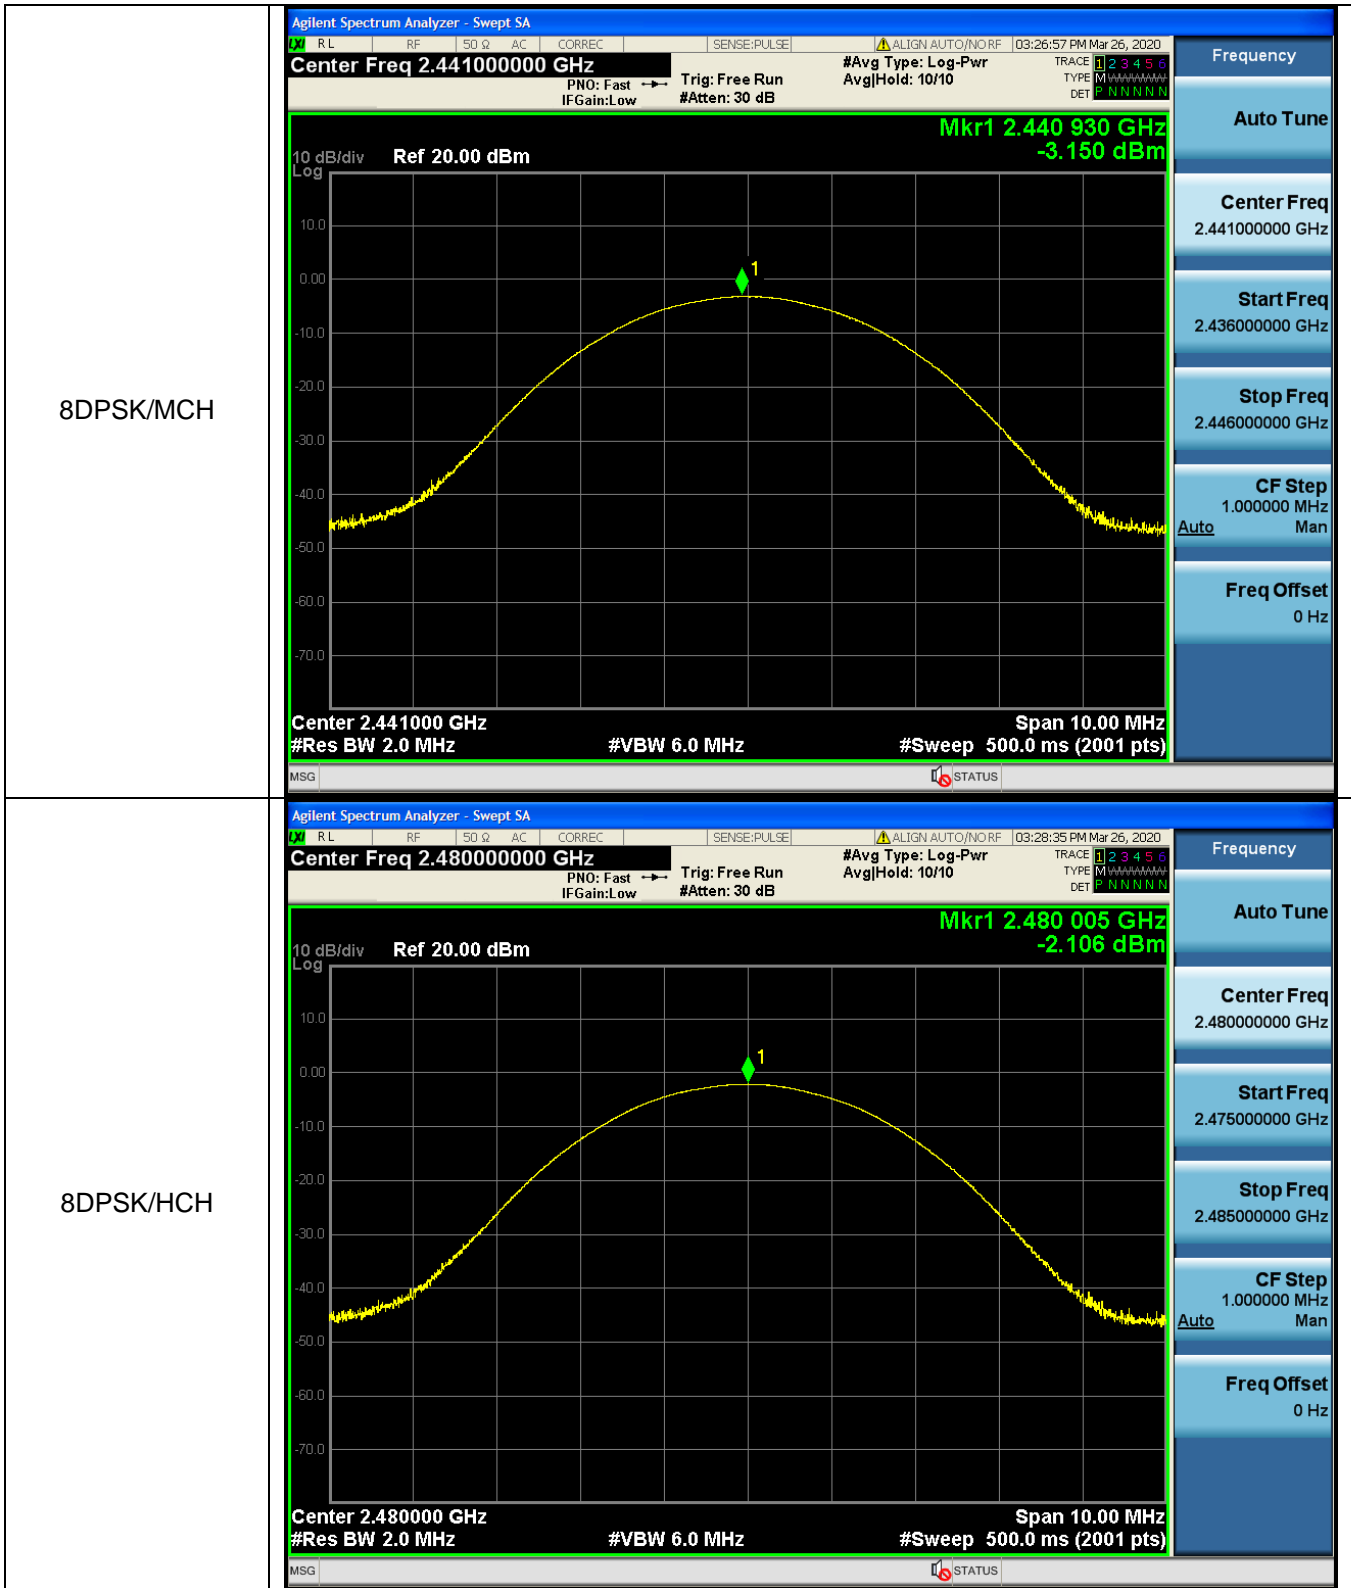 8DPSK/MCH
Agilent Spectrum Analyzer - Swept SA
LXI RL RF 50 Ω AC CORREC SENSE:PULSE ALIGN AUTO/NO RF 03:26:57 PM Mar 26, 2020
Center Freq 2.441000000 GHz
PNO: Fast
IFGain:Low
Trig: Free Run
#Atten: 30 dB
#Avg Type: Log-Pwr
Avg|Hold: 10/10
TRACE 1 2 3 4 5 6
TYPE M WWWWW
DET P N N N N N
Mkr1 2.440 930 GHz
-3.150 dBm
10 dB/div
Log
Ref 20.00 dBm
10.0
0.00
-10.0
-20.0
-30.0
-40.0
-50.0
-60.0
-70.0
1
Center 2.441000 GHz
Span 10.00 MHz
#Res BW 2.0 MHz
#VBW 6.0 MHz
#Sweep 500.0 ms (2001 pts)
MSG
STATUS
Frequency
Auto Tune
Center Freq
2.441000000 GHz
Start Freq
2.436000000 GHz
Stop Freq
2.446000000 GHz
CF Step
1.000000 MHz
Auto Man
Freq Offset
0 Hz
8DPSK/HCH
Agilent Spectrum Analyzer - Swept SA
LXI RL RF 50 Ω AC CORREC SENSE:PULSE ALIGN AUTO/NO RF 03:28:35 PM Mar 26, 2020
Center Freq 2.480000000 GHz
PNO: Fast
IFGain:Low
Trig: Free Run
#Atten: 30 dB
#Avg Type: Log-Pwr
Avg|Hold: 10/10
TRACE 1 2 3 4 5 6
TYPE M WWWWW
DET P N N N N N
Mkr1 2.480 005 GHz
-2.106 dBm
10 dB/div
Log
Ref 20.00 dBm
10.0
0.00
-10.0
-20.0
-30.0
-40.0
-50.0
-60.0
-70.0
1
Center 2.480000 GHz
Span 10.00 MHz
#Res BW 2.0 MHz
#VBW 6.0 MHz
#Sweep 500.0 ms (2001 pts)
MSG
STATUS
Frequency
Auto Tune
Center Freq
2.480000000 GHz
Start Freq
2.475000000 GHz
Stop Freq
2.485000000 GHz
CF Step
1.000000 MHz
Auto Man
Freq Offset
0 Hz